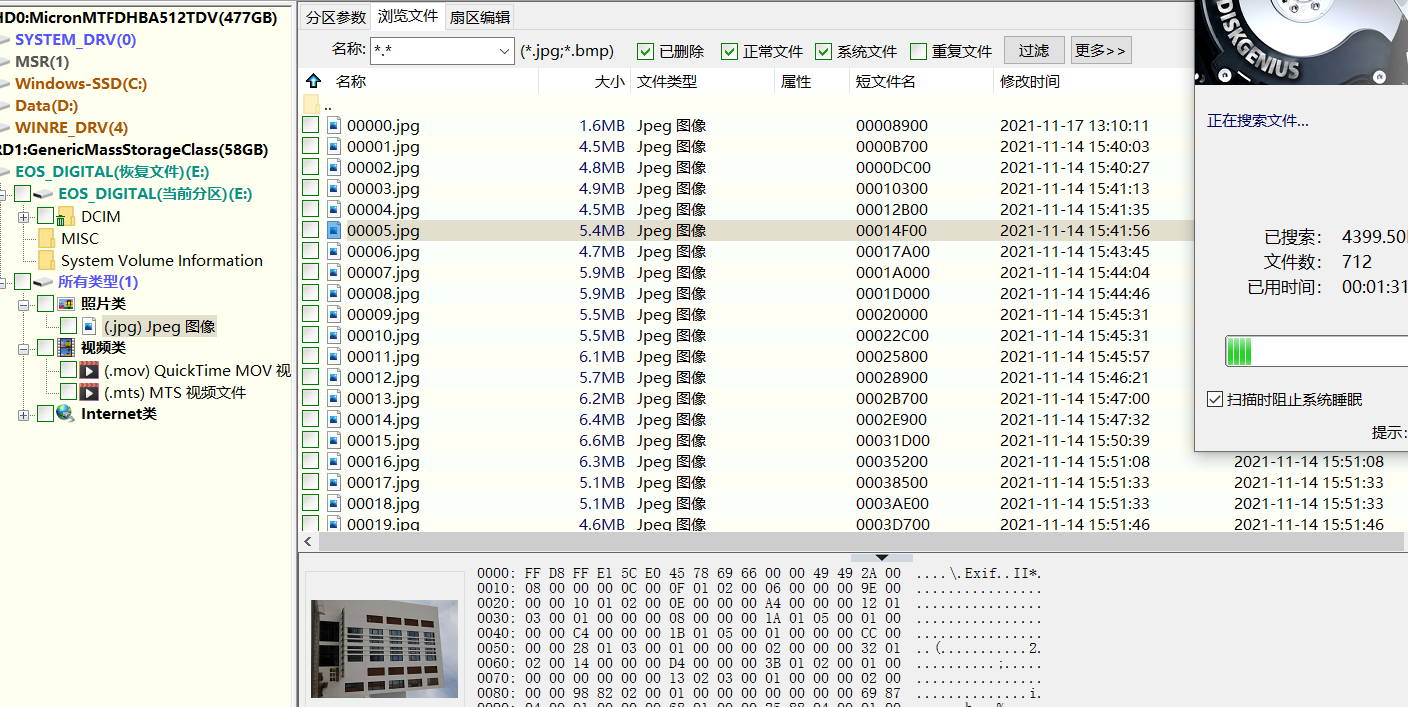 HD0:MicronMTFDHBA512TDV(477GB)
SYSTEM_DRV(0)
MSR(1)
Windows-SSD(C:)
Data(D:)
WINRE_DRV(4)
RD1:GenericMassStorageClass(58GB)
EOS_DIGITAL(恢复文件)(E:)
EOS_DIGITAL(当前分区)(E:)
DCIM
MISC
System Volume Information
所有类型(1)
照片类
(.jpg) Jpeg 图像
视频类
(.mov) QuickTime MOV 视
(.mts) MTS 视频文件
Internet类
分区参数 浏览文件 扇区编辑
名称: *.* (*.jpg;*.bmp) 已删除 正常文件 系统文件 重复文件 过滤 更多>>
名称 大小 文件类型 属性 短文件名 修改时间
..
00000.jpg 1.6MB Jpeg 图像 00008900 2021-11-17 13:10:11
00001.jpg 4.5MB Jpeg 图像 0000B700 2021-11-14 15:40:03
00002.jpg 4.8MB Jpeg 图像 0000DC00 2021-11-14 15:40:27
00003.jpg 4.9MB Jpeg 图像 00010300 2021-11-14 15:41:13
00004.jpg 4.5MB Jpeg 图像 00012B00 2021-11-14 15:41:35
00005.jpg 5.4MB Jpeg 图像 00014F00 2021-11-14 15:41:56
00006.jpg 4.7MB Jpeg 图像 00017A00 2021-11-14 15:43:45
00007.jpg 5.9MB Jpeg 图像 0001A000 2021-11-14 15:44:04
00008.jpg 5.9MB Jpeg 图像 0001D000 2021-11-14 15:44:46
00009.jpg 5.5MB Jpeg 图像 00020000 2021-11-14 15:45:31
00010.jpg 5.5MB Jpeg 图像 00022C00 2021-11-14 15:45:31
00011.jpg 6.1MB Jpeg 图像 00025800 2021-11-14 15:45:57
00012.jpg 5.7MB Jpeg 图像 00028900 2021-11-14 15:46:21
00013.jpg 6.2MB Jpeg 图像 0002B700 2021-11-14 15:47:00
00014.jpg 6.4MB Jpeg 图像 0002E900 2021-11-14 15:47:32
00015.jpg 6.6MB Jpeg 图像 00031D00 2021-11-14 15:50:39
00016.jpg 6.3MB Jpeg 图像 00035200 2021-11-14 15:51:08 2021-11-14 15:51:08
00017.jpg 5.1MB Jpeg 图像 00038500 2021-11-14 15:51:33 2021-11-14 15:51:33
00018.jpg 5.1MB Jpeg 图像 0003AE00 2021-11-14 15:51:33 2021-11-14 15:51:33
00019.jpg 4.6MB Jpeg 图像 0003D700 2021-11-14 15:51:46 2021-11-14 15:51:46
0000: FF D8 FF E1 5C E0 45 78 69 66 00 00 49 49 2A 00 ....\.Exif..II*.
0010: 08 00 00 00 0C 00 0F 01 02 00 06 00 00 00 9E 00 ................
0020: 00 00 10 01 02 00 0E 00 00 00 A4 00 00 00 12 01 ................
0030: 03 00 01 00 00 00 08 00 00 00 1A 01 05 00 01 00 ................
0040: 00 00 C4 00 00 00 1B 01 05 00 01 00 00 00 CC 00 ................
0050: 00 00 28 01 03 00 01 00 00 00 02 00 00 00 32 01 ..(...........2.
0060: 02 00 14 00 00 00 D4 00 00 00 3B 01 02 00 01 00 ..........;.....
0070: 00 00 00 00 00 00 13 02 03 00 01 00 00 00 02 00 ................
0080: 00 00 98 82 02 00 01 00 00 00 00 00 00 00 69 87 ..............i.
DISKGENIUS
正在搜索文件...
已搜索: 4399.50
文件数: 712
已用时间: 00:01:31
扫描时阻止系统睡眠
提示: